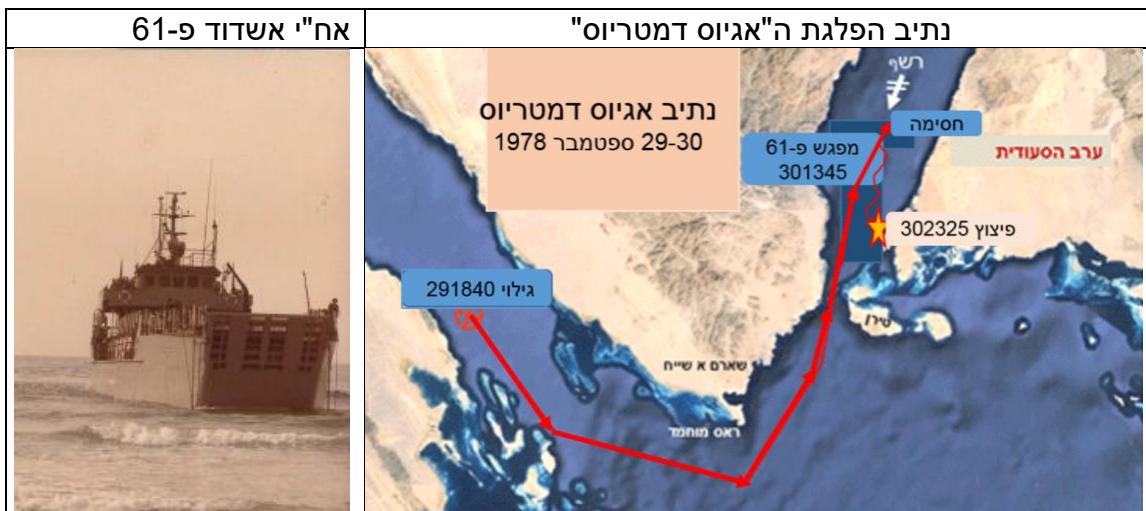 נתיב הפלגת ה"אגיוס דמטריוס"
אח"י אשדוד פ-61
נתיב אגיוס דמטריוס
29-30 ספטמבר 1978
רשף
חסימה
מפגש פ-61
301345
ערב הסעודית
פיצוץ 302325
גילוי 291840
טירן
שארם א שייח
ראס מוחמד